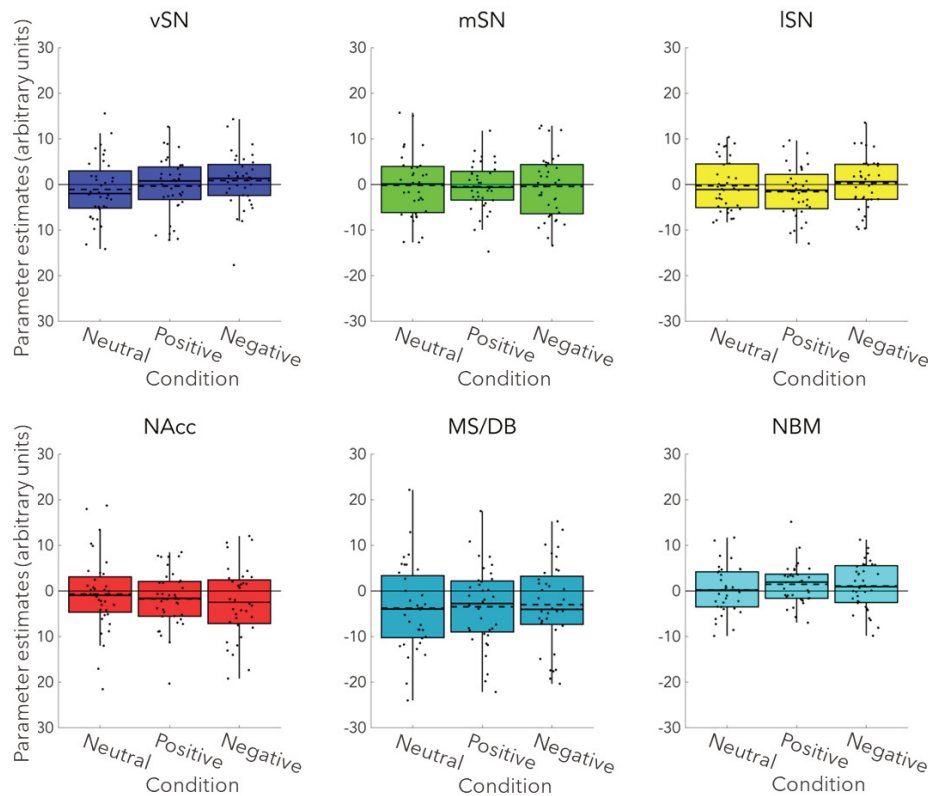 vSN
Parameter estimates (arbitrary units)
30
20
10
0
10
20
30
Neutral
Positive
Negative
Condition
mSN
30
20
10
0
-10
-20
-30
Neutral
Positive
Negative
Condition
lSN
30
20
10
0
-10
-20
-30
Neutral
Positive
Negative
Condition
NAcc
Parameter estimates (arbitrary units)
30
20
10
0
10
20
30
Neutral
Positive
Negative
Condition
MS/DB
30
20
10
0
-10
-20
-30
Neutral
Positive
Negative
Condition
NBM
30
20
10
0
-10
-20
-30
Neutral
Positive
Negative
Condition